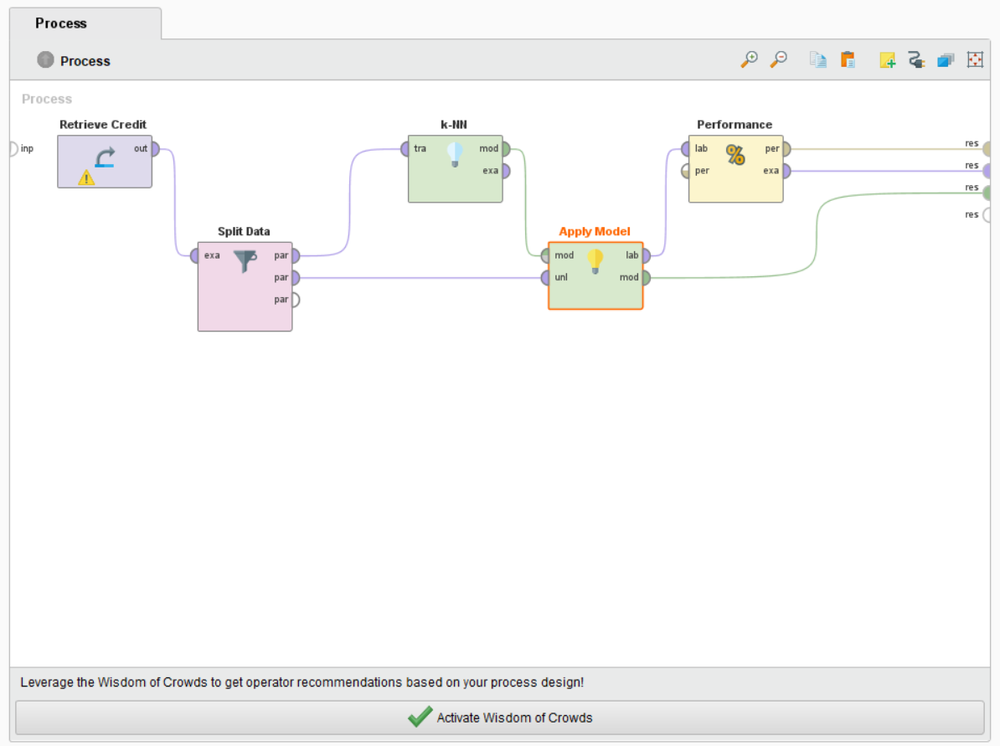 Process
Process
Process
Retrieve Credit
k-NN
Performance
inp
out
tra
mod
exa
lab
per
per
exa
res
res
res
res
Split Data
Apply Model
exa
par
par
par
mod
lab
unl
mod
Leverage the Wisdom of Crowds to get operator recommendations based on your process design!
Activate Wisdom of Crowds